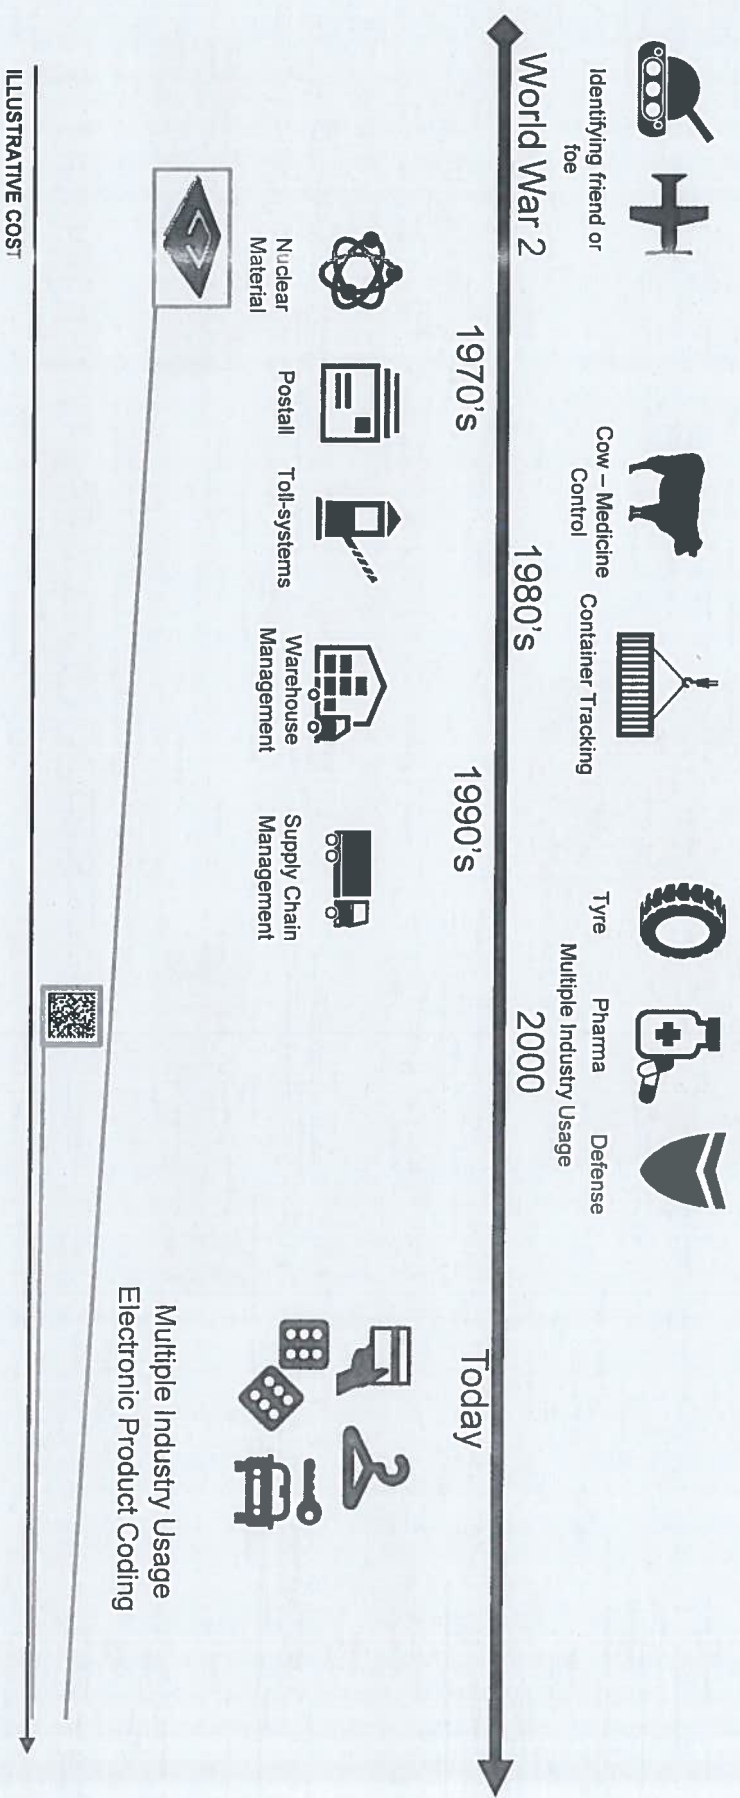 Identifying friend or
foe
Cow – Medicine
Control
Container Tracking
Tyre
Pharma
Defense
Multiple Industry Usage
World War 2
1970's
1980's
1990's
2000
Today
Nuclear
Material
Postall
Toll-systems
Warehouse
Management
Supply Chain
Management
Multiple Industry Usage
Electronic Product Coding
ILLUSTRATIVE COST